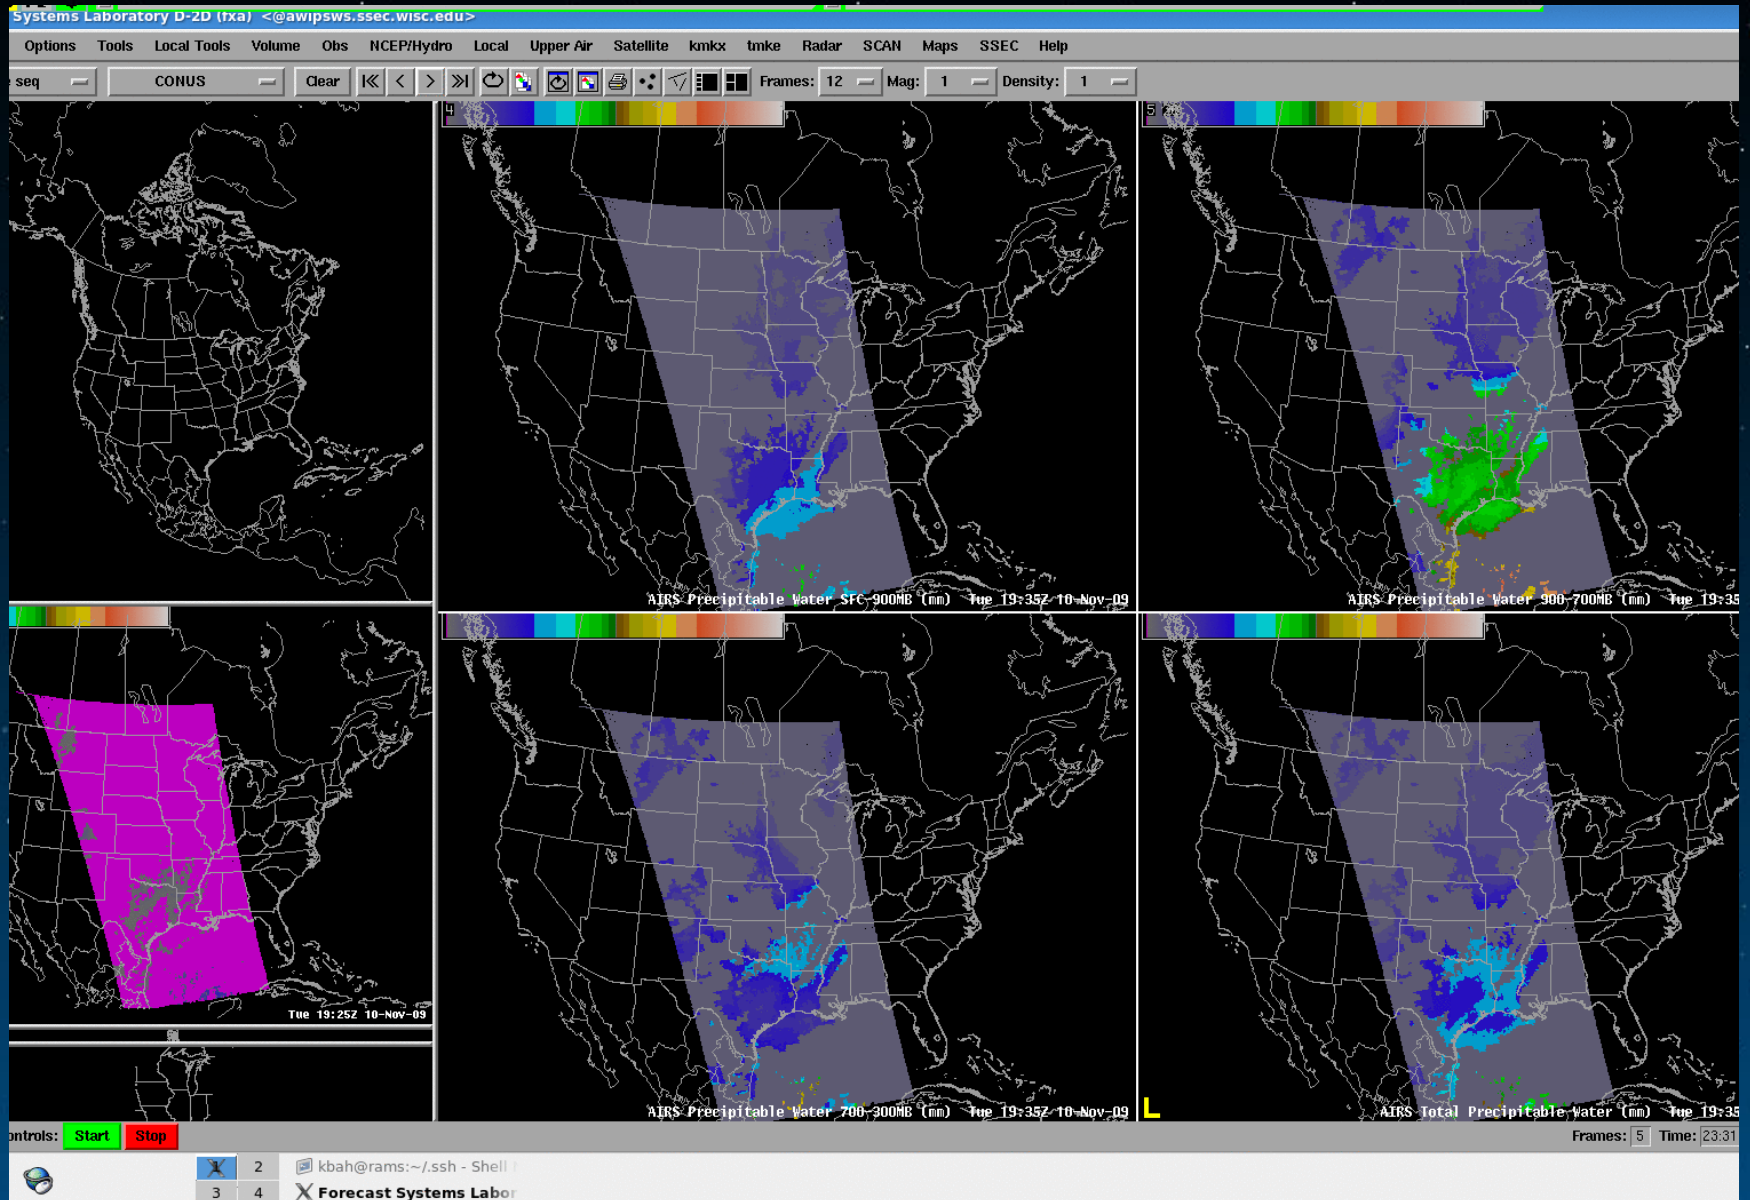 Systems Laboratory D-2D (fxa) <@awipsws.ssec.wisc.edu>
Options Tools Local Tools Volume Obs NCEP/Hydro Local Upper Air Satellite kmkx tmke Radar SCAN Maps SSEC Help
seq CONUS Clear Frames: 12 Mag: 1 Density: 1
4
5
AIRS Precipitable Water SFC-900MB (mm) Tue 19:35Z 10-Nov-09
AIRS Precipitable Water 900-700MB (mm) Tue 19:35
Tue 19:25Z 10-Nov-09
AIRS Precipitable Water 700-300MB (mm) Tue 19:35Z 10-Nov-09
L
AIRS Total Precipitable Water (mm) Tue 19:35
ontrols: Start Stop
Frames: 5 Time: 23:31
1 2
kbah@rams:~/.ssh - Shell
3 4
Forecast Systems Labor